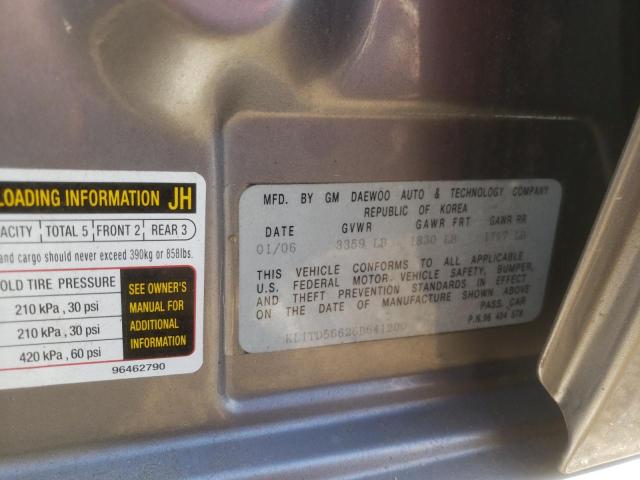 LOADING INFORMATION JH
ACITY TOTAL 5 FRONT 2 REAR 3
and cargo should never exceed 390kg or 858lbs.
OLD TIRE PRESSURE
210 kPa, 30 psi
210 kPa, 30 psi
420 kPa, 60 psi
SEE OWNER'S
MANUAL FOR
ADDITIONAL
INFORMATION
96462790
MFD. BY GM DAEWOO AUTO & TECHNOLOGY COMPANY
REPUBLIC OF KOREA
DATE GVWR GAWR FRT GAWR RR
01/06 3359 LB 1830 LB LB
THIS VEHICLE CONFORMS TO ALL APPLICABLE
U.S. FEDERAL MOTOR VEHICLE SAFETY, BUMPER,
AND THEFT PREVENTION STANDARDS IN EFFECT
ON THE DATE OF MANUFACTURE SHOWN ABOVE
PASS. CAR
P.N.96 404 578